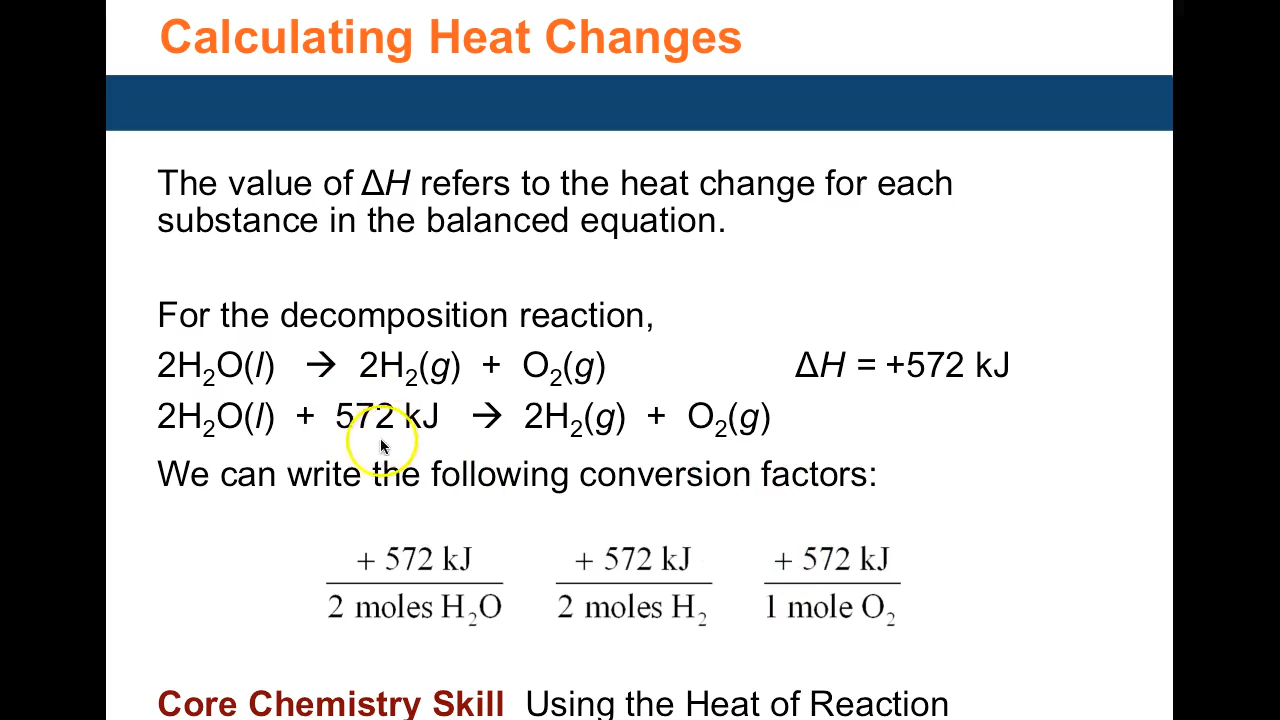 Calculating Heat Changes
The value of ΔH refers to the heat change for each
substance in the balanced equation.
For the decomposition reaction,
2H₂O(l) → 2H₂(g) + O₂(g) ΔH = +572 kJ
2H₂O(l) + 572 kJ → 2H₂(g) + O₂(g)
We can write the following conversion factors:
+ 572 kJ + 572 kJ + 572 kJ
2 moles H₂O 2 moles H₂ 1 mole O₂
Core Chemistry Skill Using the Heat of Reaction